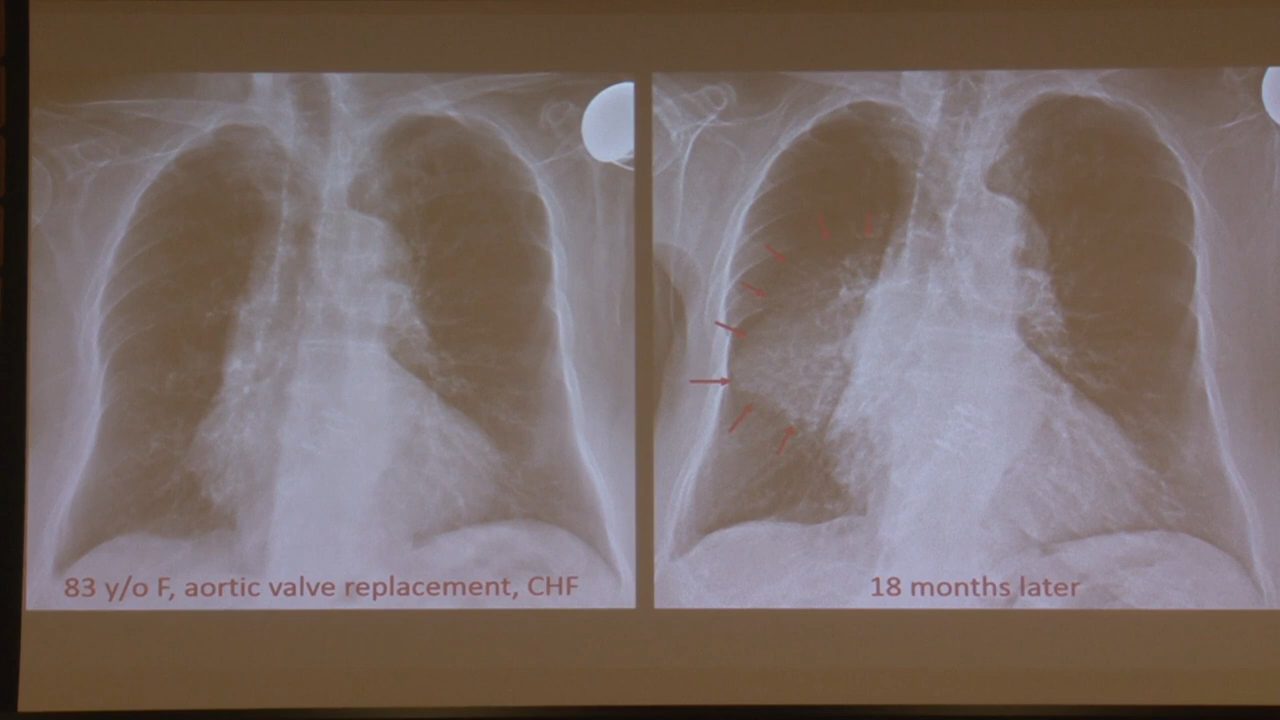 83 y/o F, aortic valve replacement, CHF
18 months later